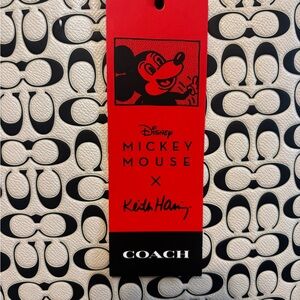 Disney
MICKEY
MOUSE
X
Keith Haring
COACH